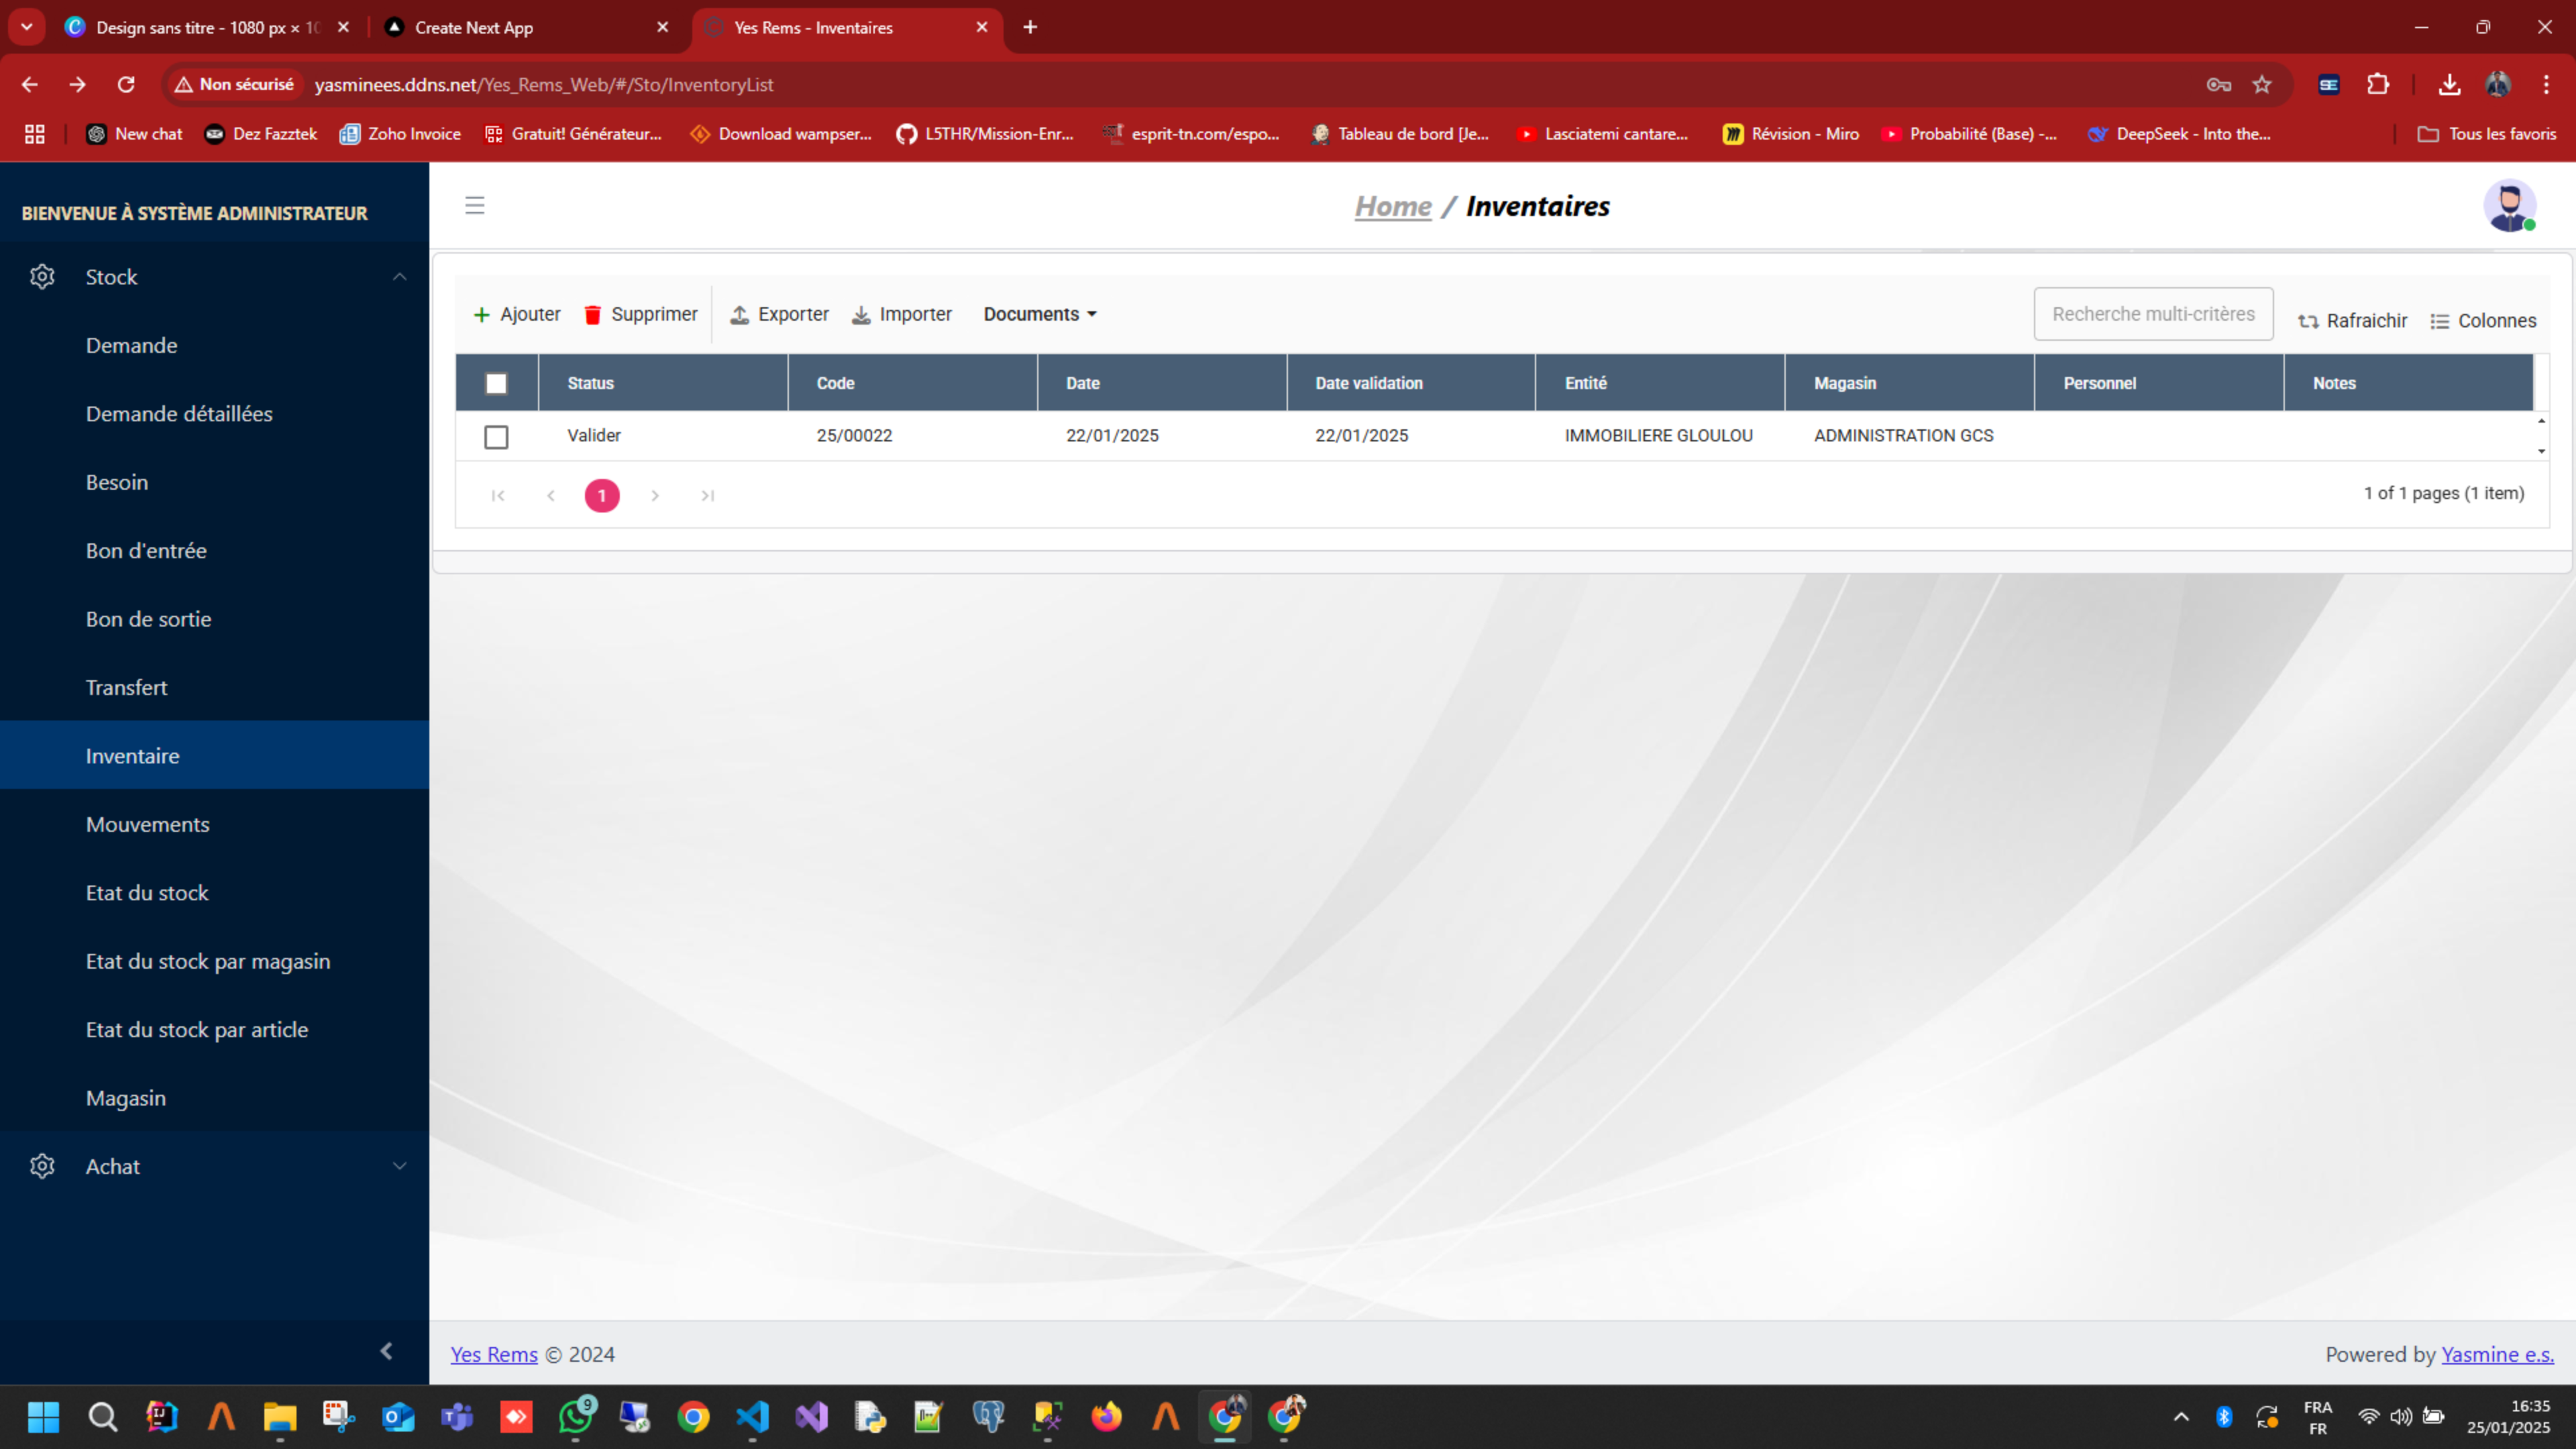 Design sans titre - 1080 px × 10
Create Next App
Yes Rems - Inventaires
Non sécurisé
yasminees.ddns.net/Yes_Rems_Web/#/Sto/InventoryList
New chat
Dez Fazztek
Zoho Invoice
Gratuit! Générateur...
Download wampser...
L5THR/Mission-Enr...
esprit-tn.com/espo...
Tableau de bord [Je...
Lasciatemi cantare...
Révision - Miro
Probabilité (Base) -...
DeepSeek - Into the...
Tous les favoris
BIENVENUE À SYSTÈME ADMINISTRATEUR
Stock
Demande
Demande détaillées
Besoin
Bon d'entrée
Bon de sortie
Transfert
Inventaire
Mouvements
Etat du stock
Etat du stock par magasin
Etat du stock par article
Magasin
Achat
Home / Inventaires
Ajouter Supprimer Exporter Importer Documents
Recherche multi-critères Rafraichir Colonnes
Status Code Date Date validation Entité Magasin Personnel Notes
Valider 25/00022 22/01/2025 22/01/2025 IMMOBILIERE GLOULOU ADMINISTRATION GCS
1
1 of 1 pages (1 item)
Yes Rems © 2024
Powered by Yasmine e.s.
9
FRA
FR
16:35
25/01/2025